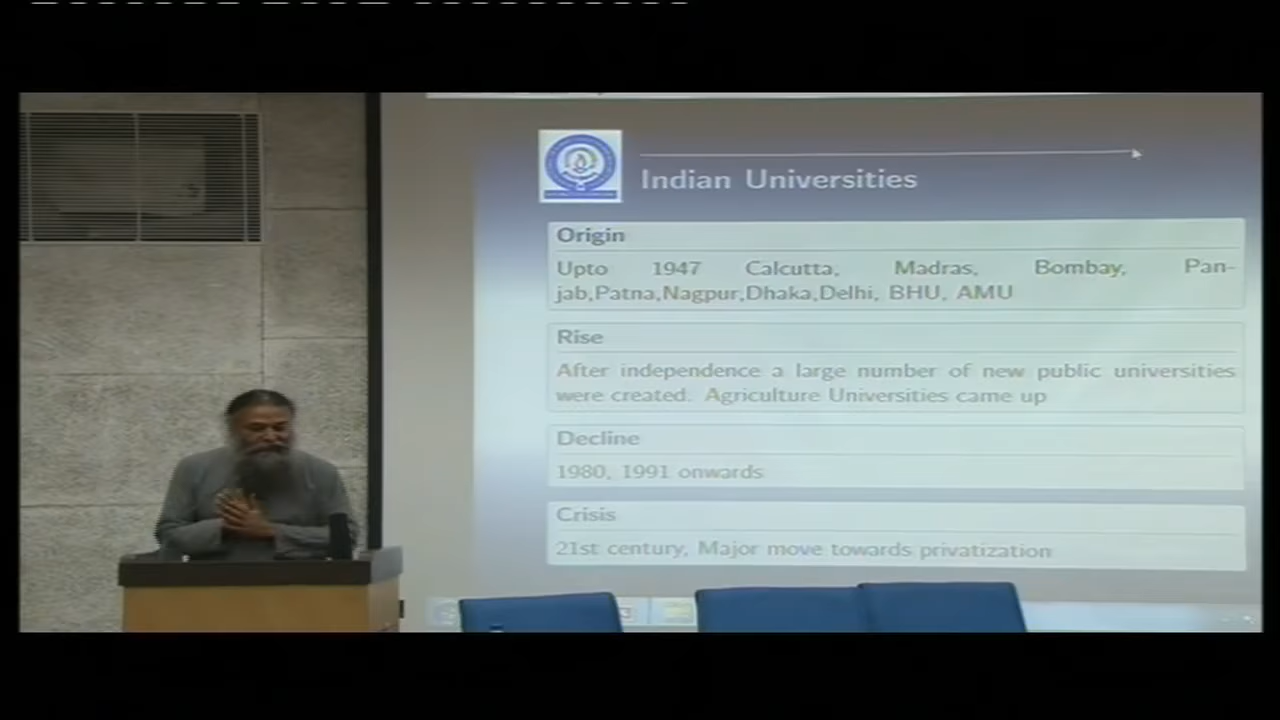 Indian Universities
Origin
Upto 1947 Calcutta, Madras, Bombay, Pan-
jab,Patna,Nagpur,Dhaka,Delhi, BHU, AMU
Rise
After independence a large number of new public universities
were created. Agriculture Universities came up
Decline
1980, 1991 onwards
Crisis
21st century, Major move towards privatization